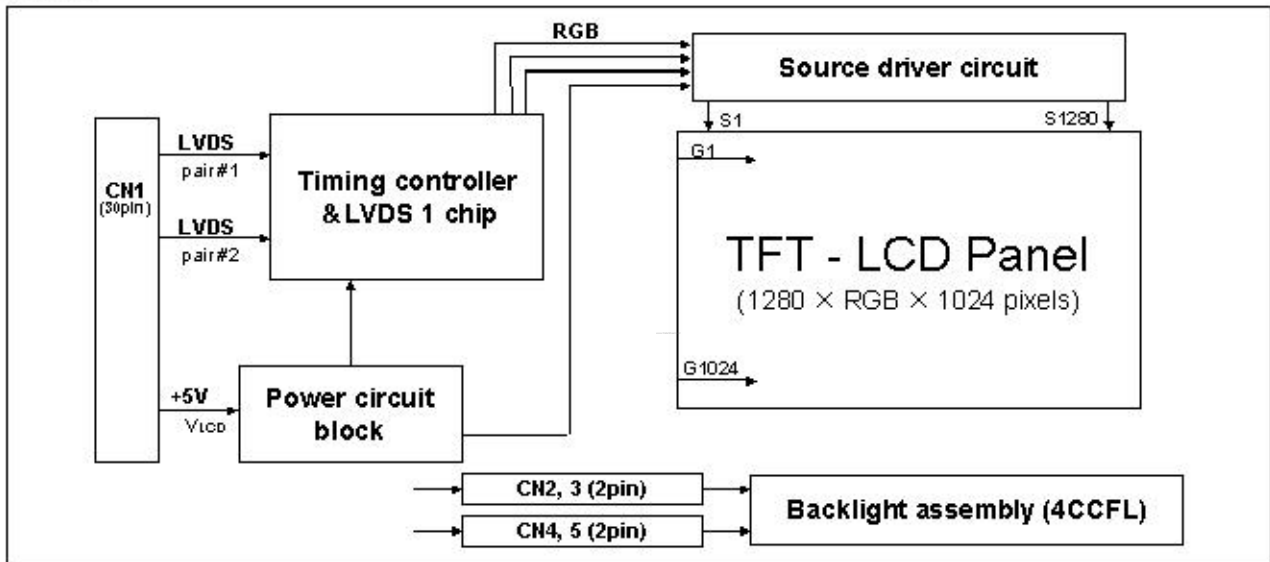 RGB
Source driver circuit
S1
S1280
CN1
(30pin)
LVDS
pair#1
LVDS
pair#2
Timing controller
&LVDS 1 chip
G1
TFT - LCD Panel
(1280 × RGB × 1024 pixels)
G1024
+5V
VLCD
Power circuit
block
CN2, 3 (2pin)
CN4, 5 (2pin)
Backlight assembly (4CCFL)